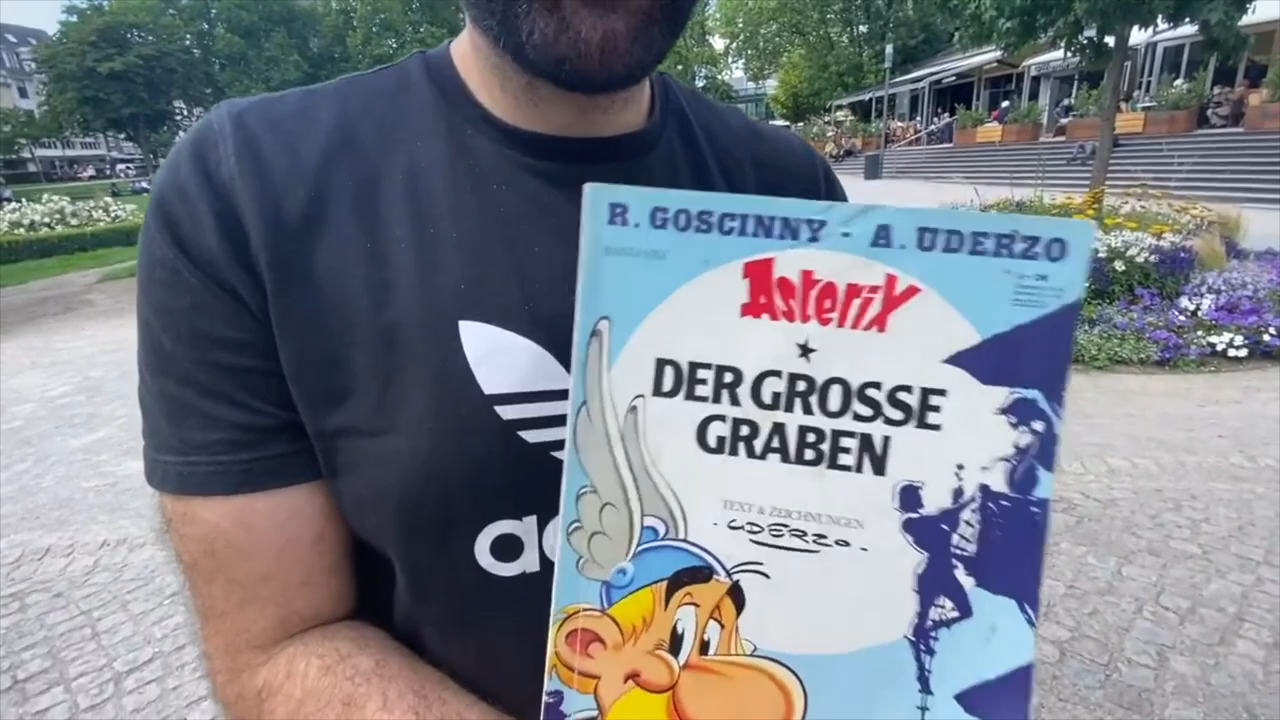 R. GOSCINNY - A. UDERZO
Asterix
DER GROSSE
GRABEN
TEXT & ZEICHNUNGEN
UDERZO